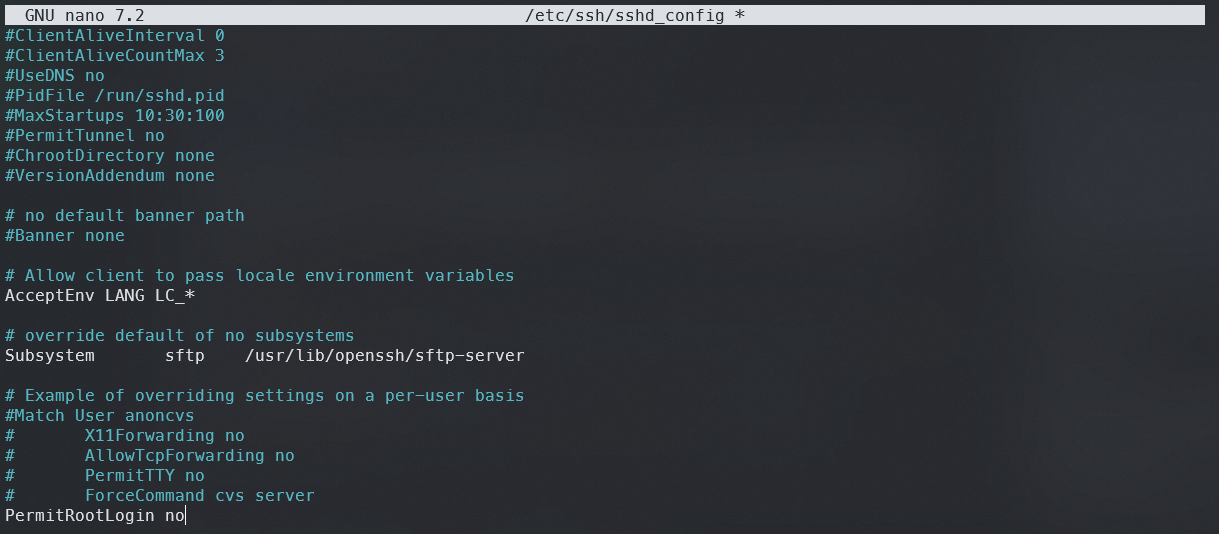 GNU nano 7.2 /etc/ssh/sshd_config *
#ClientAliveInterval 0
#ClientAliveCountMax 3
#UseDNS no
#PidFile /run/sshd.pid
#MaxStartups 10:30:100
#PermitTunnel no
#ChrootDirectory none
#VersionAddendum none

# no default banner path
#Banner none

# Allow client to pass locale environment variables
AcceptEnv LANG LC_*

# override default of no subsystems
Subsystem       sftp    /usr/lib/openssh/sftp-server

# Example of overriding settings on a per-user basis
#Match User anoncvs
#       X11Forwarding no
#       AllowTcpForwarding no
#       PermitTTY no
#       ForceCommand cvs server
PermitRootLogin no